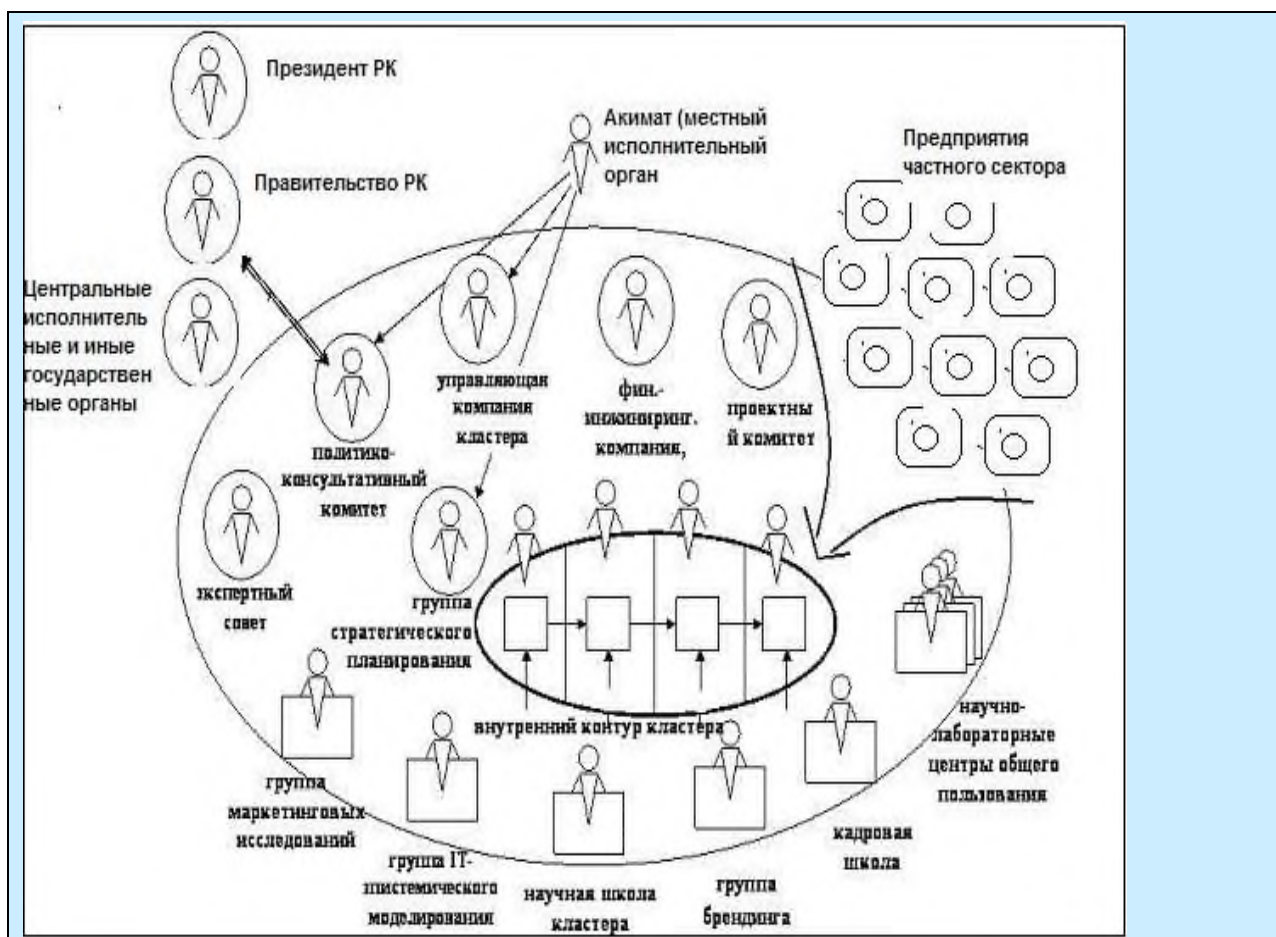 Президент РК
Правительство РК
Центральные
исполнитель
ные и иные
государствен
ные органы
Акимат (местный
исполнительный
орган
Предприятия
частного сектора
политико-
консультативный
комитет
управляющая
компания
кластера
фин.-
инжиниринг.
компания,
проектны
й комитет
экспертный
совет
группа
стратегического
планирования
внутренний контур кластера
группа
маркетинговых
исследований
группа IT-
моделирования
научная школа
кластера
группа
брендинга
кадровая
школа
научно-
лабораторные
центры общего
пользования